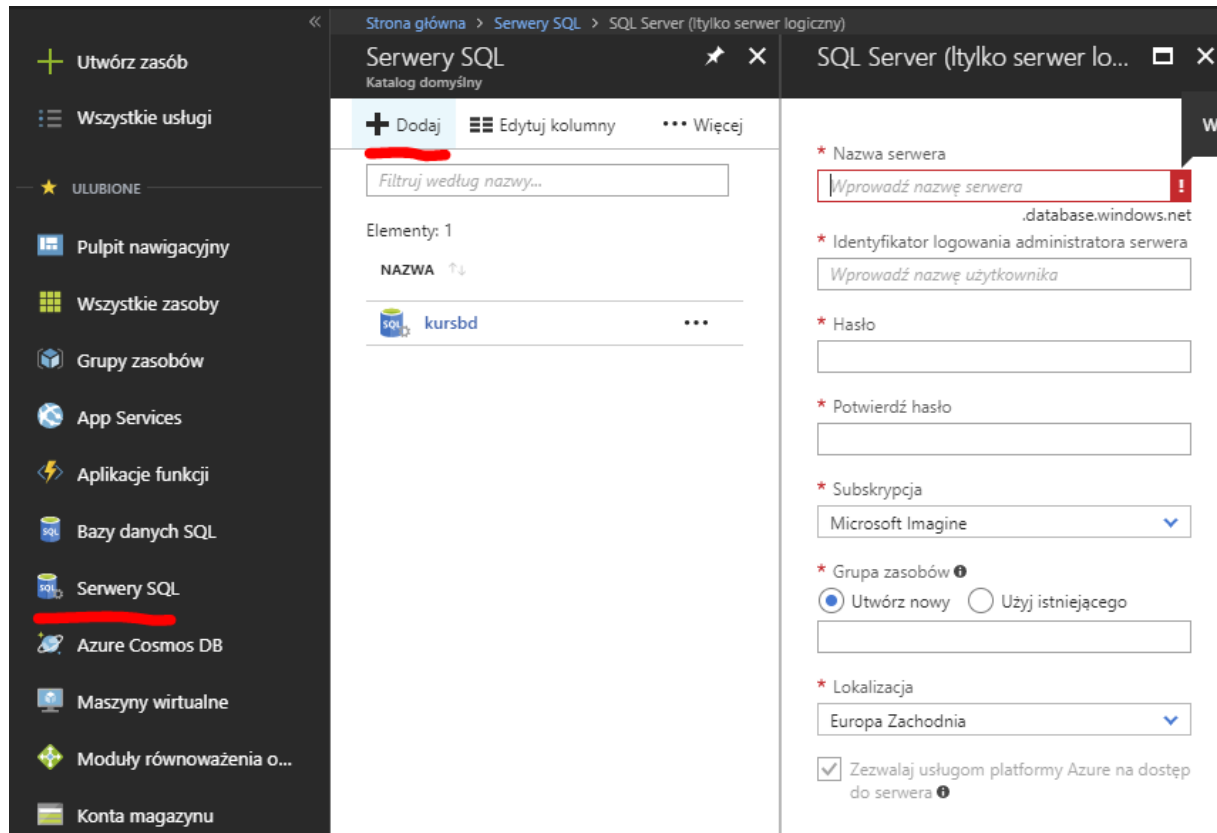 Strona główna > Serwery SQL > SQL Server (ltylko serwer logiczny)
Utwórz zasób
Wszystkie usługi
ULUBIONE
Pulpit nawigacyjny
Wszystkie zasoby
Grupy zasobów
App Services
Aplikacje funkcji
Bazy danych SQL
Serwery SQL
Azure Cosmos DB
Maszyny wirtualne
Moduły równoważenia o...
Konta magazynu
Serwery SQL
Katalog domyślny
Dodaj
Edytuj kolumny
Więcej
Filtruj według nazwy...
Elementy: 1
NAZWA
kursbd
SQL Server (ltylko serwer lo...
W
* Nazwa serwera
Wprowadź nazwę serwera
.database.windows.net
* Identyfikator logowania administratora serwera
Wprowadź nazwę użytkownika
* Hasło
* Potwierdź hasło
* Subskrypcja
Microsoft Imagine
* Grupa zasobów
Utwórz nowy Użyj istniejącego
* Lokalizacja
Europa Zachodnia
Zezwalaj usługom platformy Azure na dostęp
do serwera